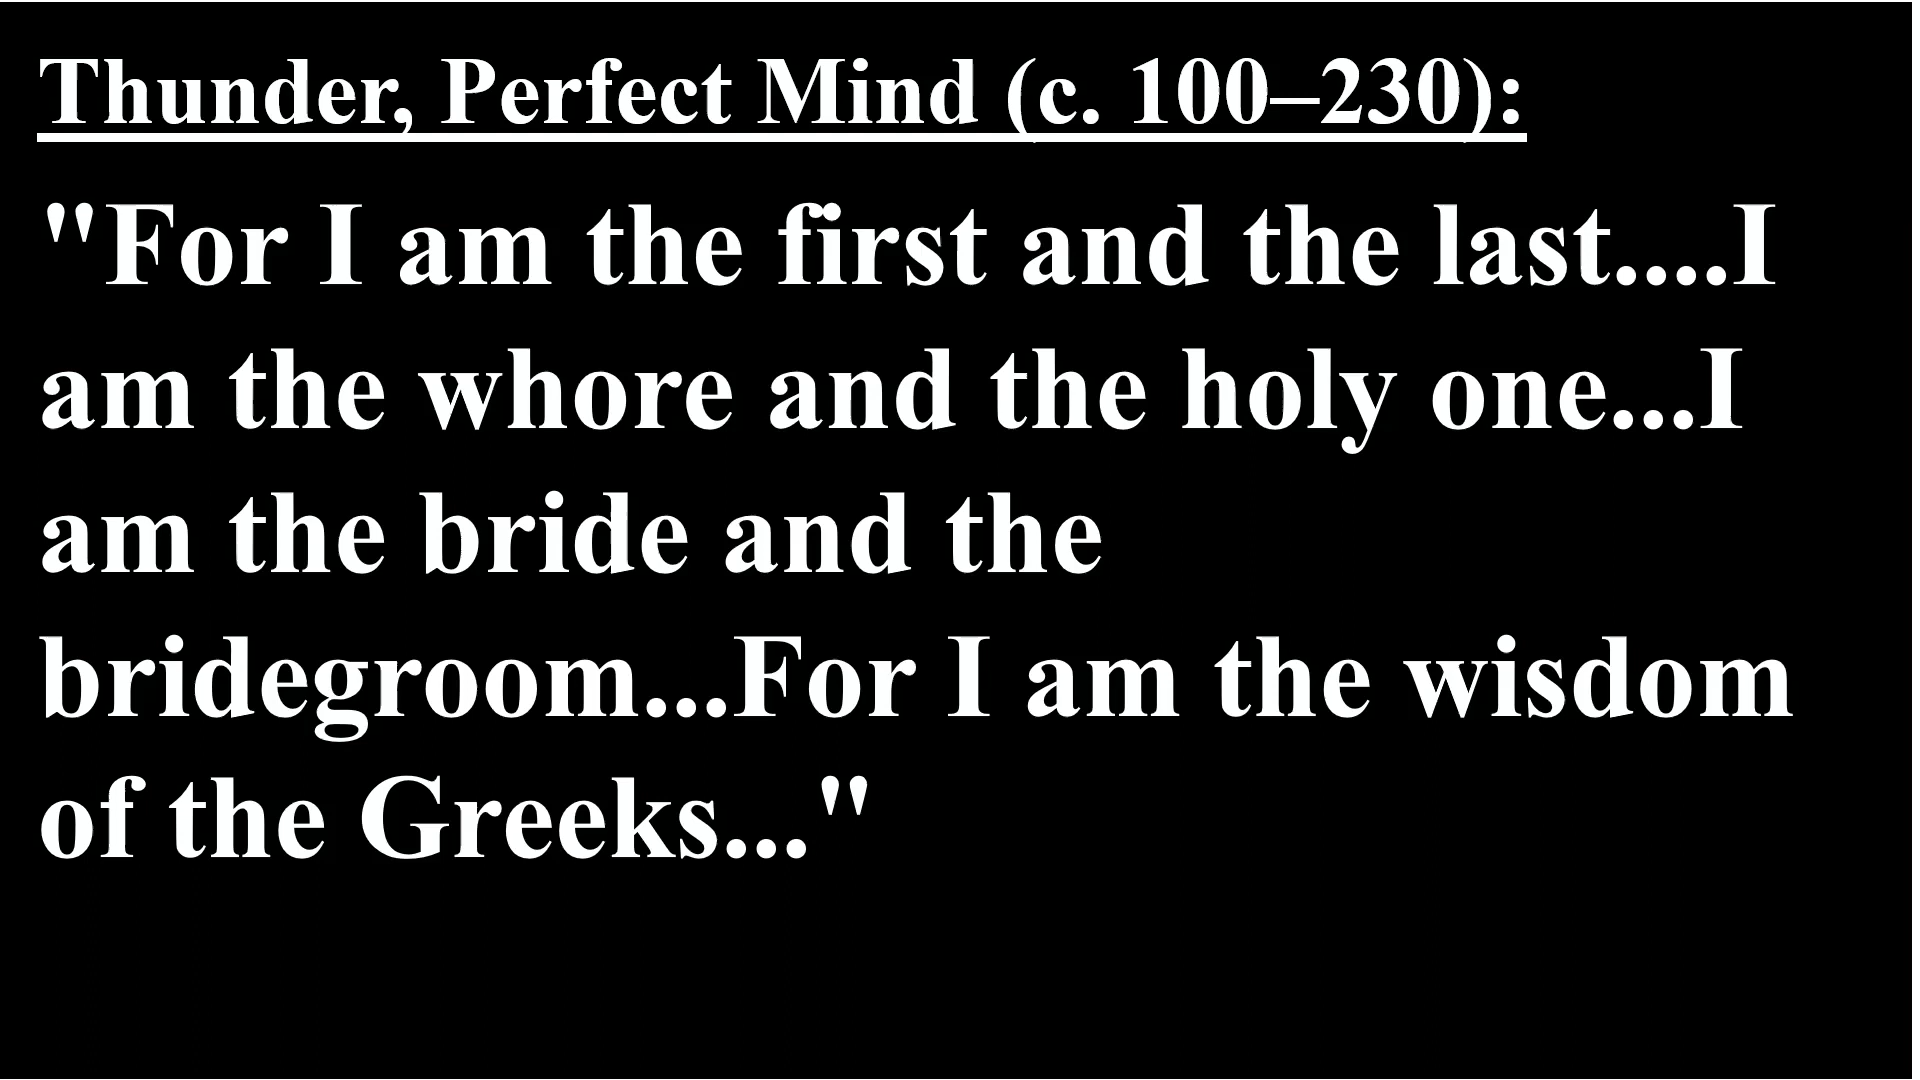 Thunder, Perfect Mind (c. 100–230):
"For I am the first and the last....I
am the whore and the holy one...I
am the bride and the
bridegroom...For I am the wisdom
of the Greeks..."